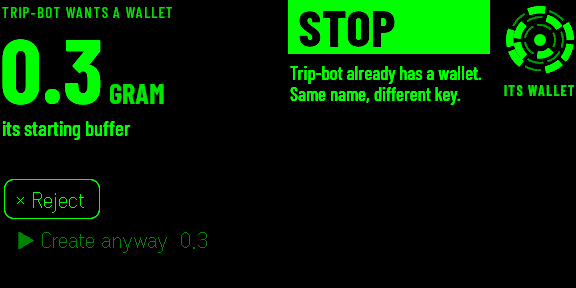 TRIP-BOT WANTS A WALLET
0.3 GRAM
its starting buffer
× Reject
▶ Create anyway 0.3
STOP
Trip-bot already has a wallet.
Same name, different key.
ITS WALLET